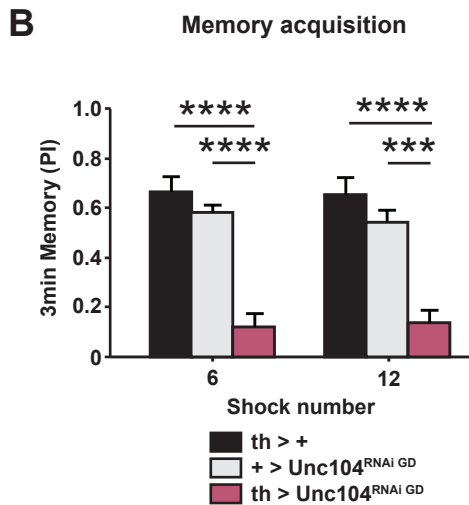 B
Memory acquisition
3min Memory (PI)
1.0
0.8
0.6
0.4
0.2
0
****
****
****
***
6
12
Shock number
th > +
+ > Unc104RNAi GD
th > Unc104RNAi GD